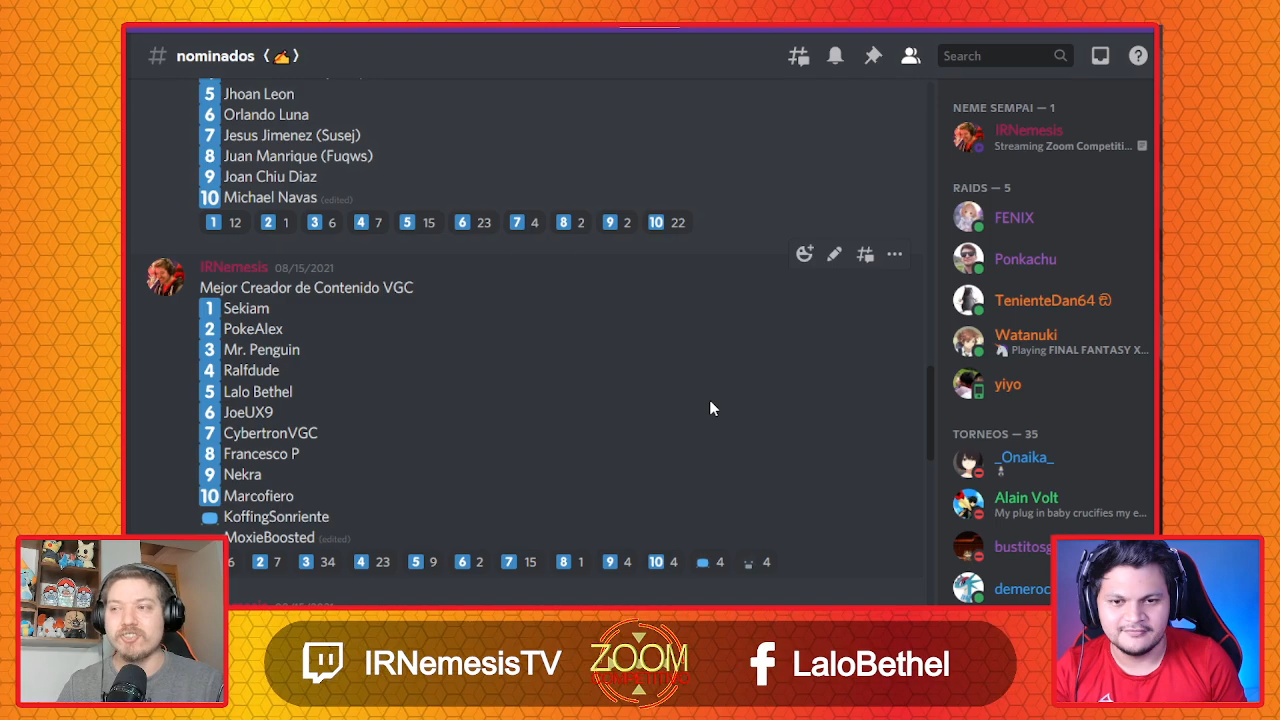 nominados
Search
5 Jhoan Leon
6 Orlando Luna
7 Jesus Jimenez (Susej)
8 Juan Manrique (Fuqws)
9 Joan Chiu Diaz
10 Michael Navas (edited)
1 12 2 1 3 6 4 7 5 15 6 23 7 4 8 2 9 2 10 22
IRNemesis 08/15/2021
Mejor Creador de Contenido VGC
1 Sekiam
2 PokeAlex
3 Mr. Penguin
4 Ralfdude
5 Lalo Bethel
6 JoeUX9
7 CybertronVGC
8 Francesco P
9 Nekra
10 Marcofiero
KoffingSonriente
MoxieBoosted (edited)
6 2 7 3 34 4 23 5 9 6 2 7 15 8 1 9 4 10 4 4 4
NEME SEMPAI — 1
IRNemesis
Streaming Zoom Competiti...
RAIDS — 5
FENIX
Ponkachu
TenienteDan64
Watanuki
Playing FINAL FANTASY X...
yiyo
TORNEOS — 35
_Onaika_
Alain Volt
My plug in baby crucifies my e...
bustitosg
demeroc
IRNemesisTV
ZOOM
COMPETITIVO
LaloBethel